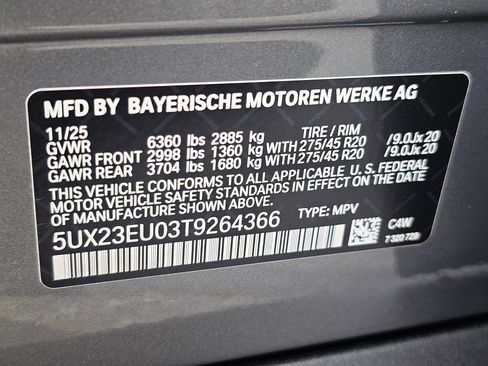 MFD BY BAYERISCHE MOTOREN WERKE AG
11/25 TIRE / RIM
GVWR 6360 lbs 2885 kg
GAWR FRONT 2998 lbs 1360 kg WITH 275/45 R20 /9.0Jx20
GAWR REAR 3704 lbs 1680 kg WITH 275/45 R20 /9.0Jx20
THIS VEHICLE CONFORMS TO ALL APPLICABLE U.S. FEDERAL
MOTOR VEHICLE SAFETY STANDARDS IN EFFECT ON THE
DATE OF MANUFACTURE SHOWN ABOVE.
5UX23EU03T9264366 TYPE: MPV C4W
7 320 726